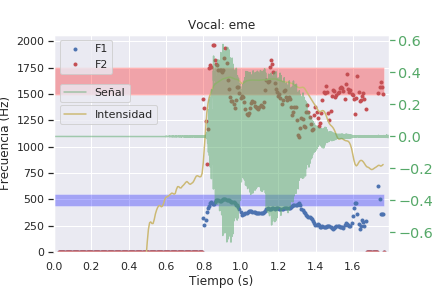 Vocal: eme
2000
1750
1500
1250
1000
750
500
250
0
Frecuencia (Hz)
F1
F2
Señal
Intensidad
0.6
0.4
0.2
0.0
−0.2
−0.4
−0.6
0.0 0.2 0.4 0.6 0.8 1.0 1.2 1.4 1.6
Tiempo (s)